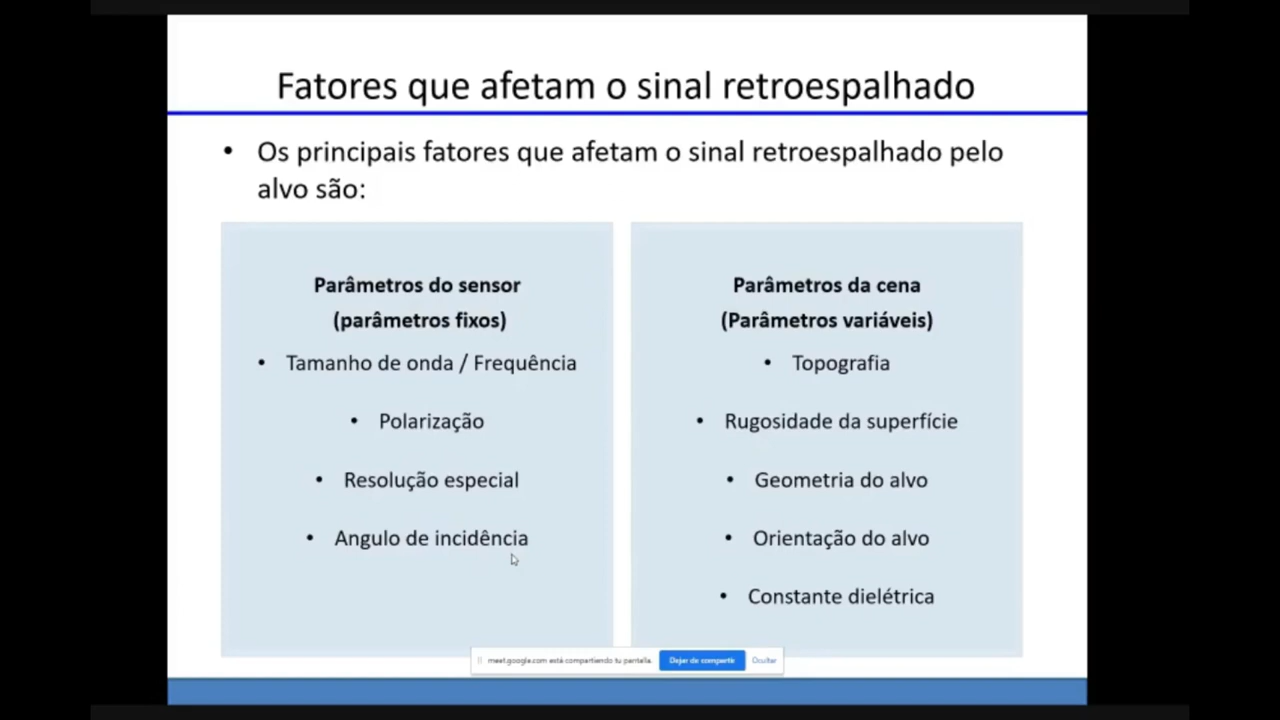 Fatores que afetam o sinal retroespalhado
• Os principais fatores que afetam o sinal retroespalhado pelo
alvo são:
Parâmetros do sensor
(parâmetros fixos)
• Tamanho de onda / Frequência
• Polarização
• Resolução especial
• Angulo de incidência
Parâmetros da cena
(Parâmetros variáveis)
• Topografia
• Rugosidade da superfície
• Geometria do alvo
• Orientação do alvo
• Constante dielétrica
meet.google.com está compartiendo tu pantalla.
Dejar de compartir
Ocultar